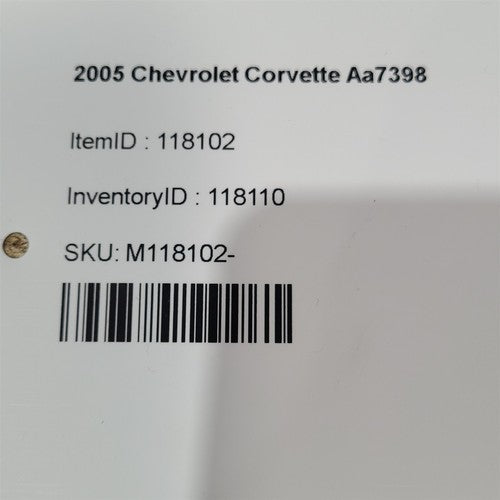 2005 Chevrolet Corvette Aa7398
ItemID : 118102
InventoryID : 118110
SKU: M118102-